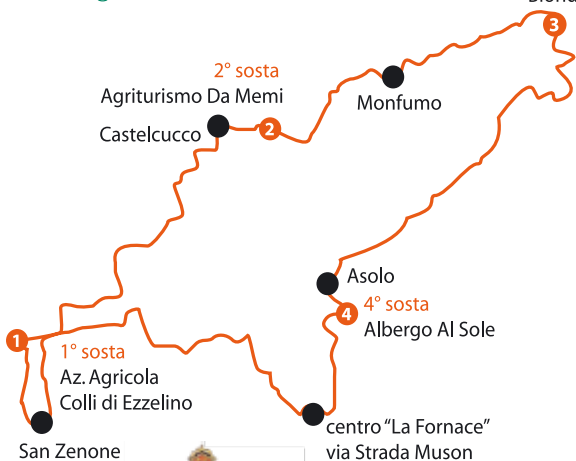 3
2° sosta
Agriturismo Da Memi
Monfumo
Castelcucco
2
Asolo
4
4° sosta
Albergo Al Sole
1
1° sosta
Az. Agricola
Colli di Ezzelino
centro “La Fornace”
via Strada Muson
San Zenone